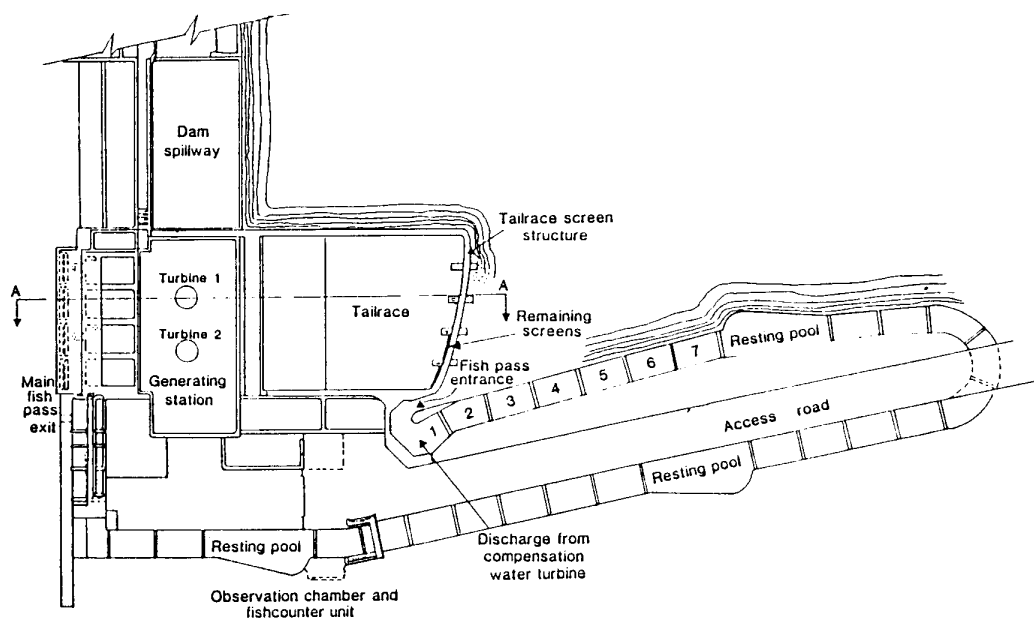 Dam
spillway
Tailrace screen
structure
A
Turbine 1
A
Tailrace
Remaining
screens
Turbine 2
Resting pool
Fish pass
entrance
Main
fish
pass
exit
Generating
station
1
2
3
4
5
6
7
Access road
Resting pool
Resting pool
Discharge from
compensation
water turbine
Observation chamber and
fishcounter unit